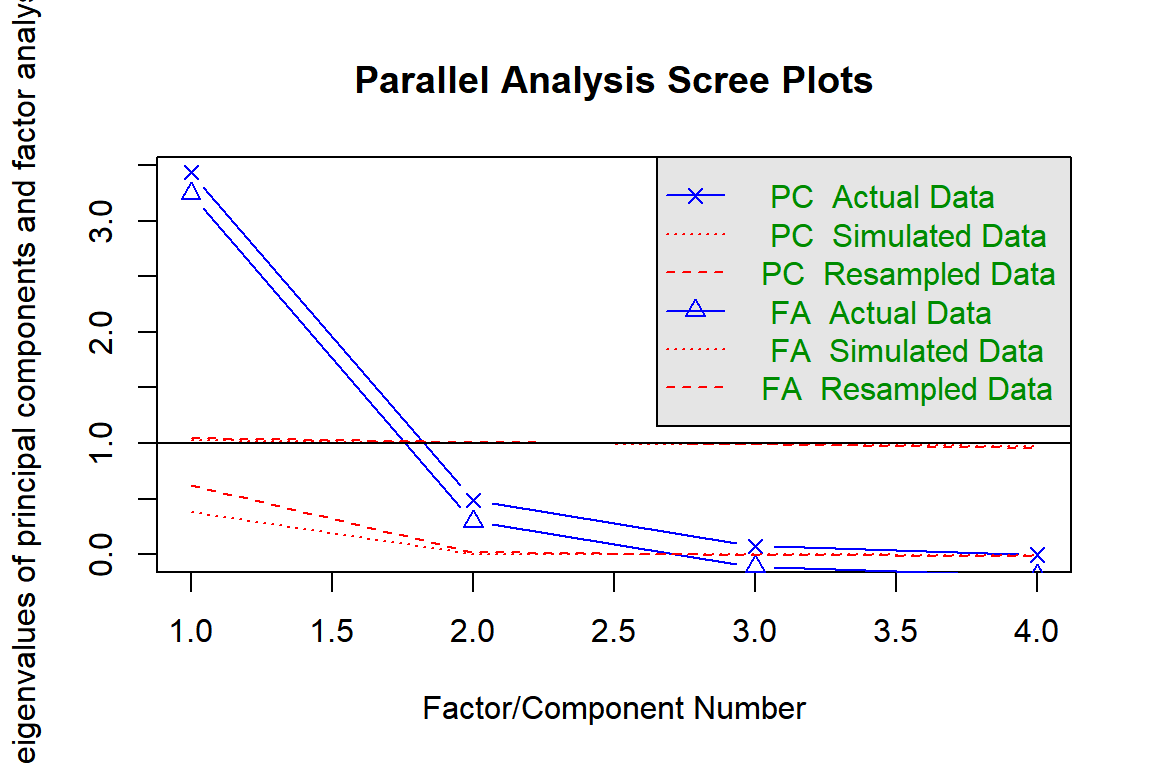 Parallel Analysis Scree Plots
eigenvalues of principal components and factor analys
3.0
2.0
1.0
0.0
PC Actual Data
PC Simulated Data
PC Resampled Data
FA Actual Data
FA Simulated Data
FA Resampled Data
1.0 1.5 2.0 2.5 3.0 3.5 4.0
Factor/Component Number